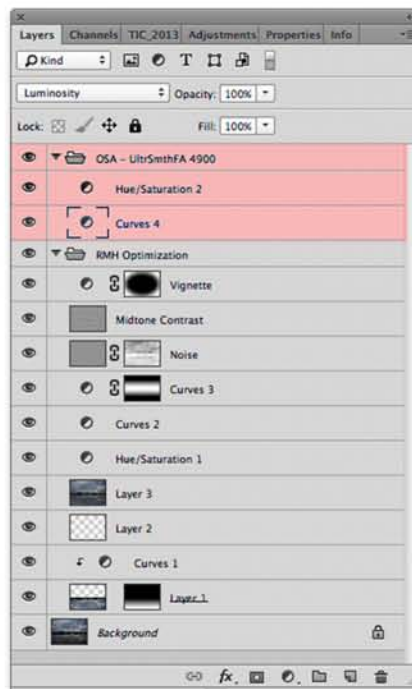 Layers Channels TIC_2013 Adjustments Properties Info
Kind T
Luminosity Opacity: 100%
Lock: Fill: 100%
OSA – UltrSmthFA 4900
Hue/Saturation 2
Curves 4
RMH Optimization
Vignette
Midtone Contrast
Noise
Curves 3
Curves 2
Hue/Saturation 1
Layer 3
Layer 2
Curves 1
Layer 1
Background
fx